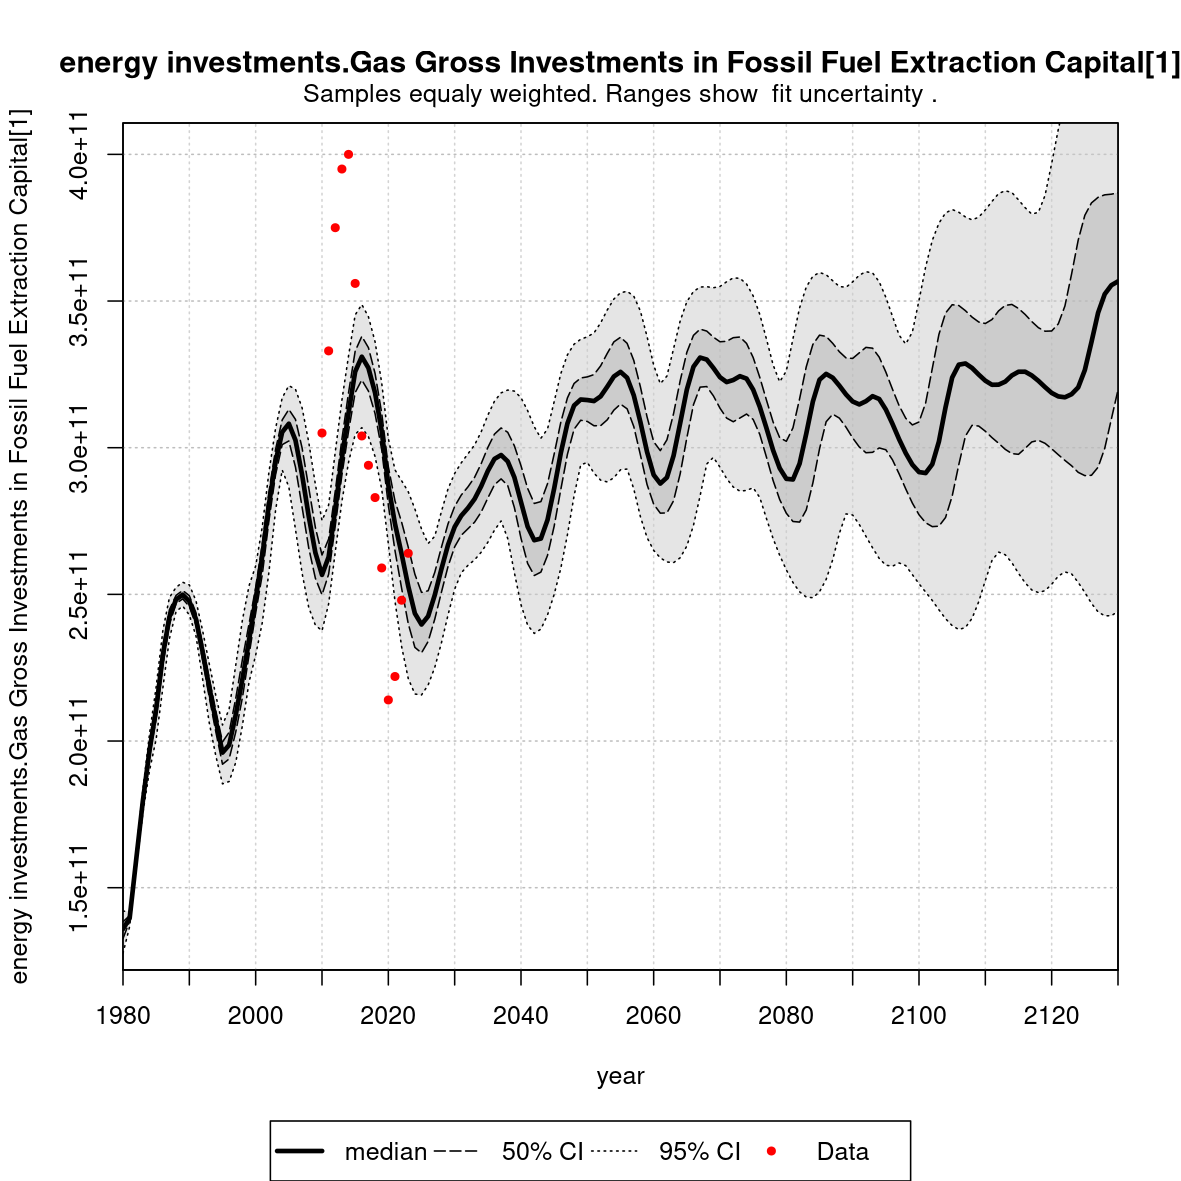 energy investments.Gas Gross Investments in Fossil Fuel Extraction Capital[1]
Samples equaly weighted. Ranges show  fit uncertainty .
energy investments.Gas Gross Investments in Fossil Fuel Extraction Capital[1]
4.0e+11
3.5e+11
3.0e+11
2.5e+11
2.0e+11
1.5e+11
1980 2000 2020 2040 2060 2080 2100 2120
year
median 50% CI 95% CI Data